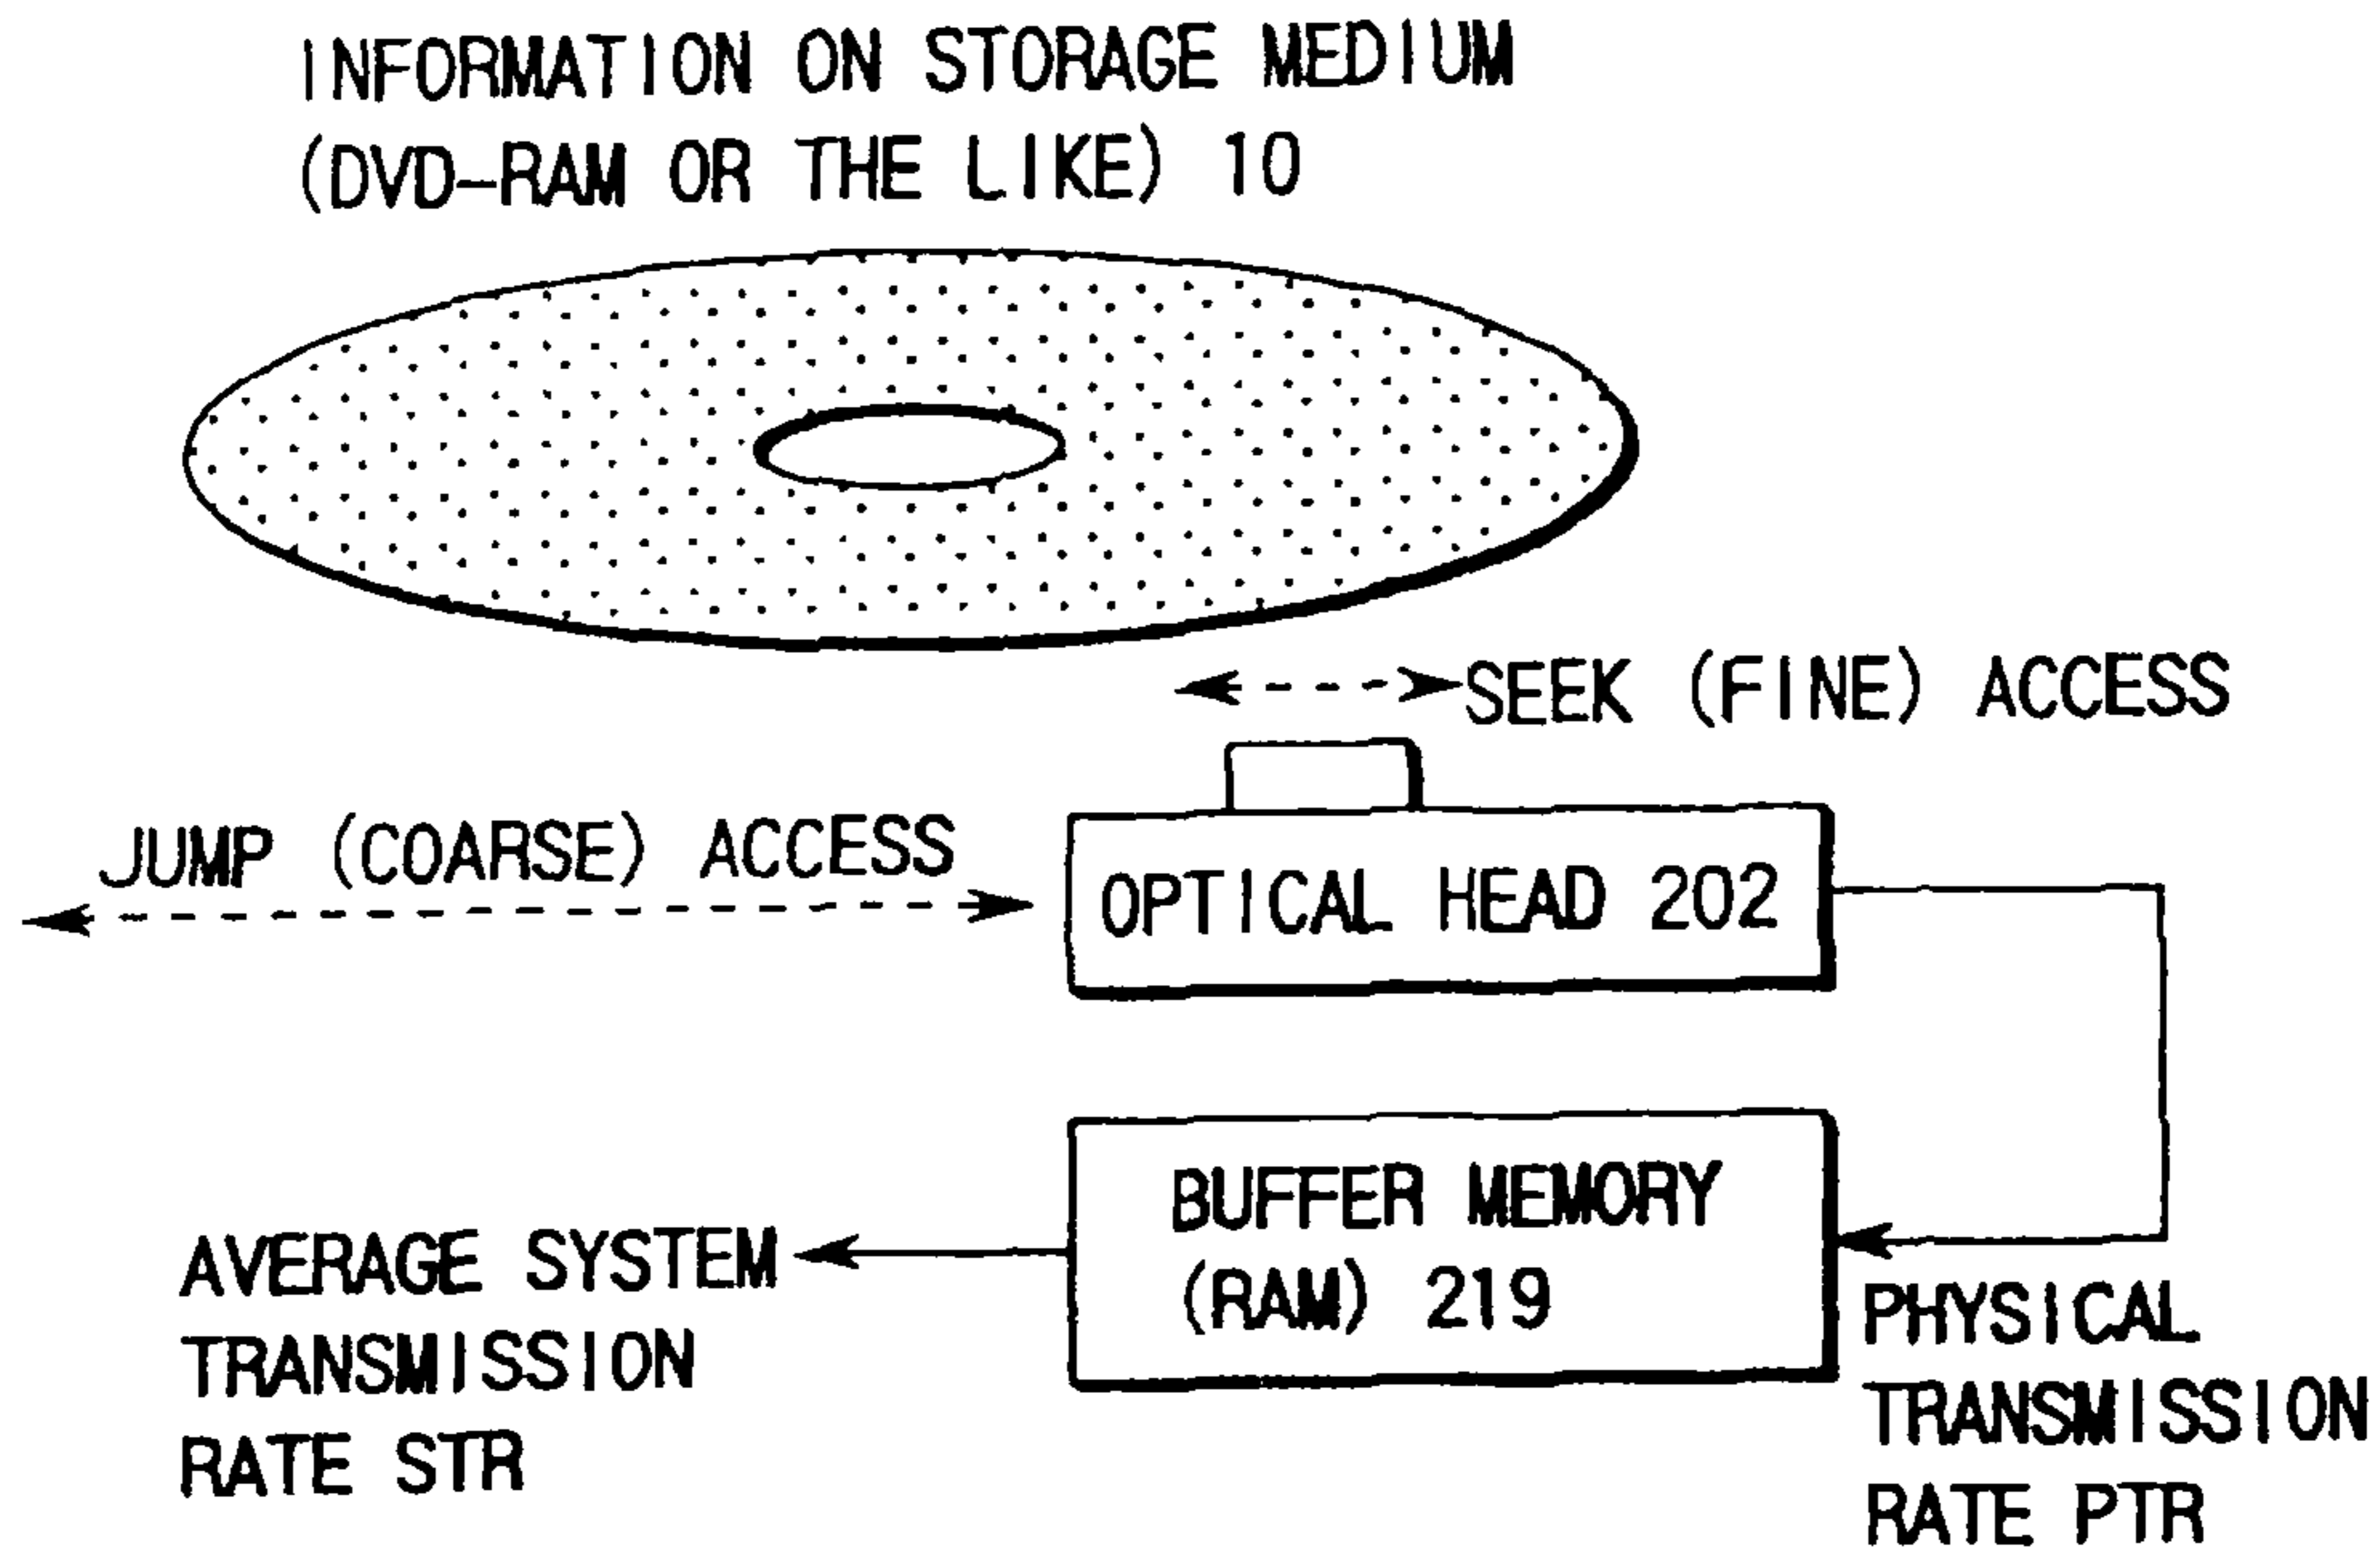 INFORMATION ON STORAGE MEDIUM
(DVD-RAM OR THE LIKE) 10
SEEK (FINE) ACCESS
JUMP (COARSE) ACCESS
OPTICAL HEAD 202
BUFFER MEMORY
(RAM) 219
AVERAGE SYSTEM
TRANSMISSION
RATE STR
PHYSICAL
TRANSMISSION
RATE PTR